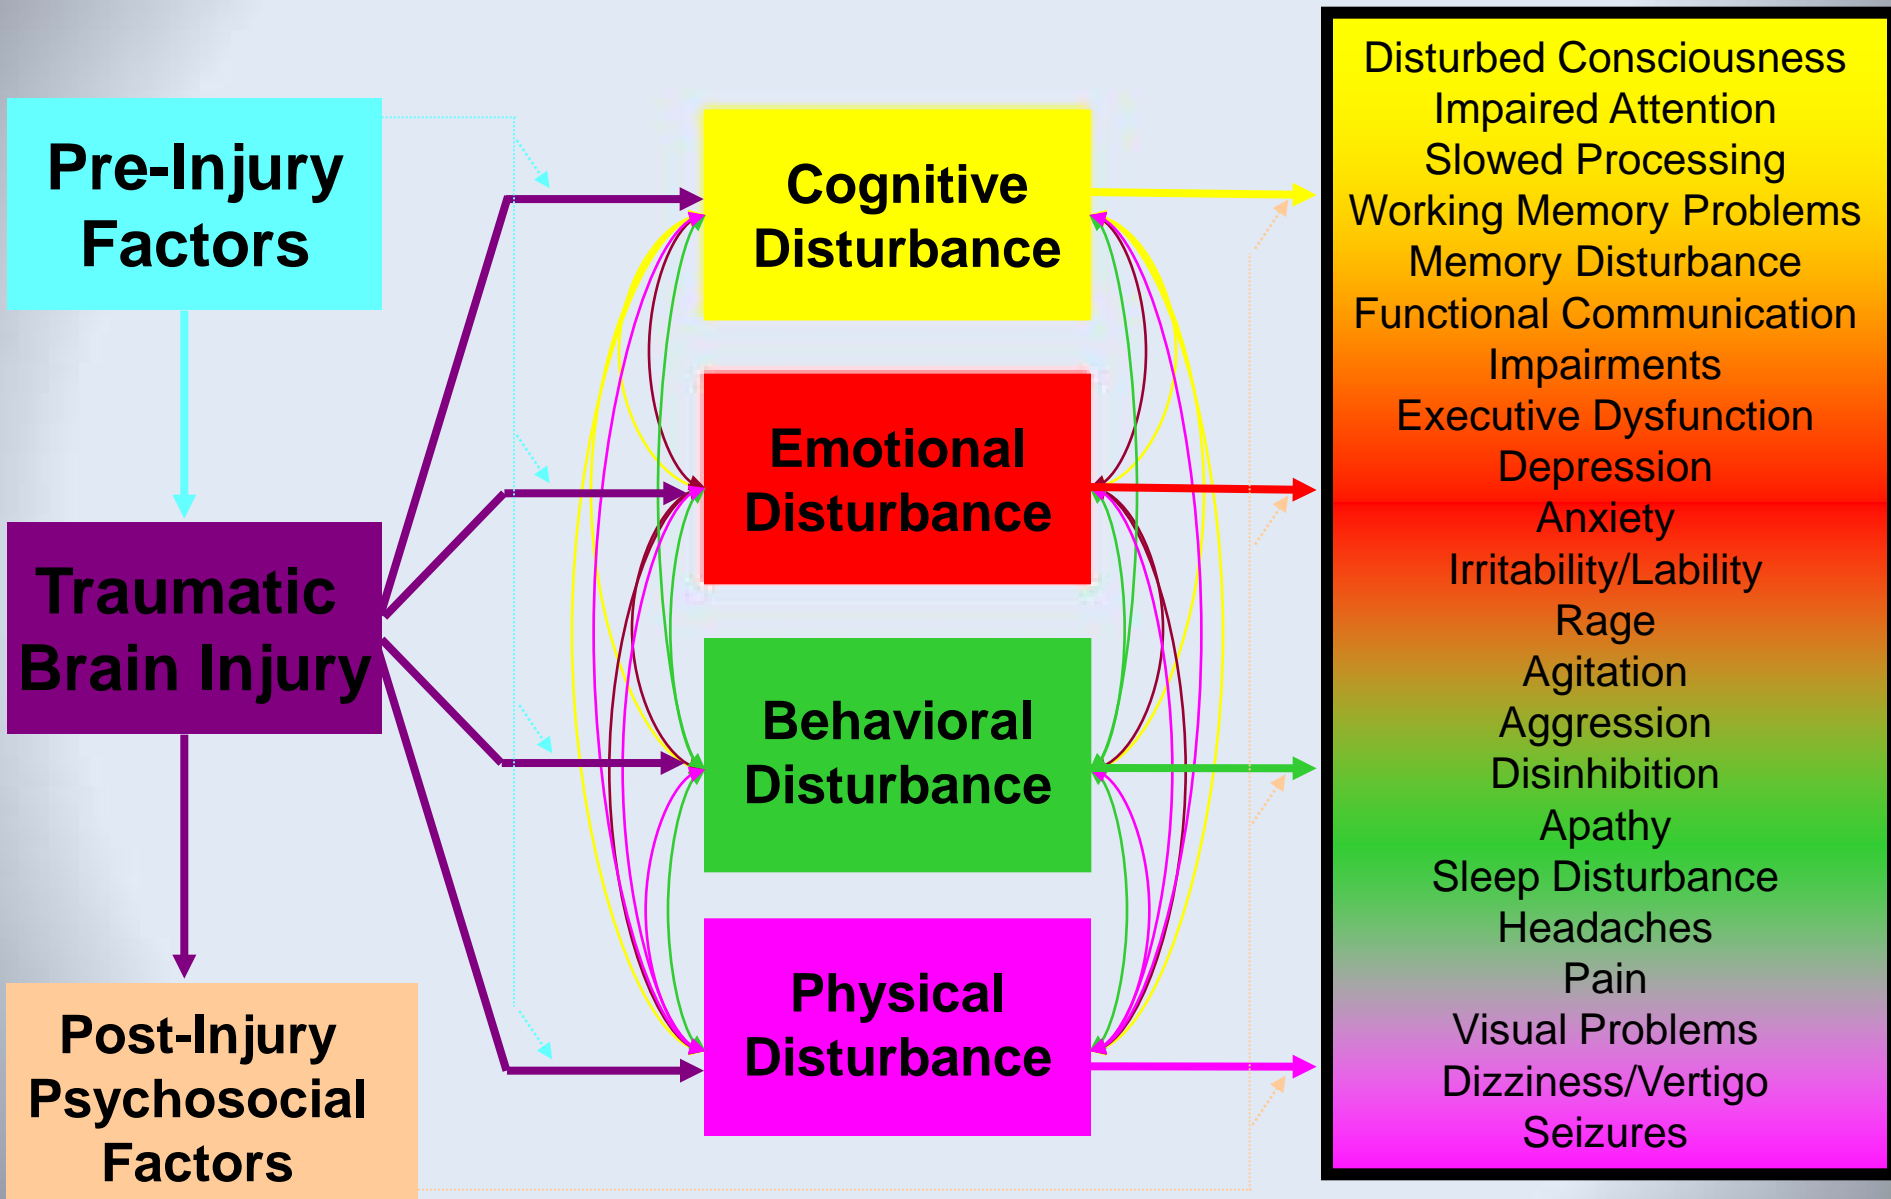 Pre-Injury
Factors
Traumatic
Brain Injury
Post-Injury
Psychosocial
Factors
Cognitive
Disturbance
Emotional
Disturbance
Behavioral
Disturbance
Physical
Disturbance
Disturbed Consciousness
Impaired Attention
Slowed Processing
Working Memory Problems
Memory Disturbance
Functional Communication
Impairments
Executive Dysfunction
Depression
Anxiety
Irritability/Lability
Rage
Agitation
Aggression
Disinhibition
Apathy
Sleep Disturbance
Headaches
Pain
Visual Problems
Dizziness/Vertigo
Seizures